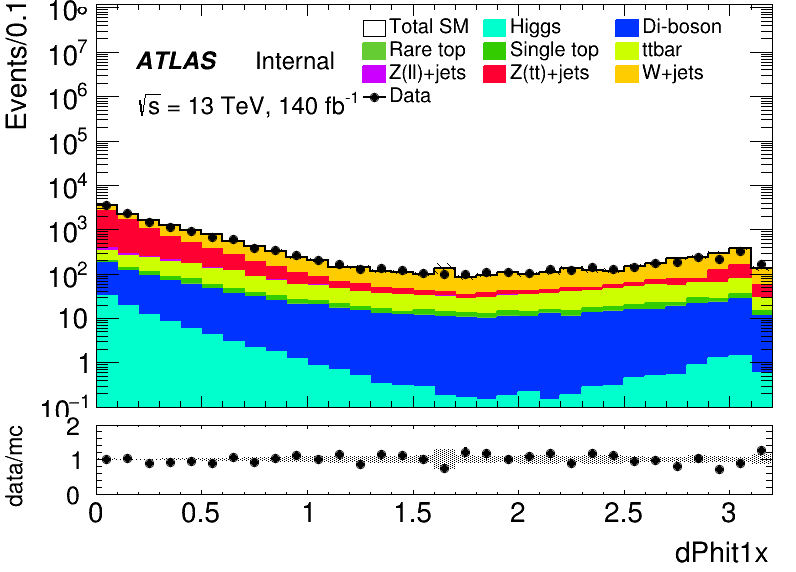 Events/0.1
10⁸
10⁷
10⁶
10⁵
10⁴
10³
10²
10
1
10⁻¹
ATLAS Internal
√s = 13 TeV, 140 fb⁻¹
Total SM Higgs Di-boson
Rare top Single top ttbar
Z(ll)+jets Z(tt)+jets W+jets
Data
data/mc
2
1
0
0 0.5 1 1.5 2 2.5 3
dPhit1x